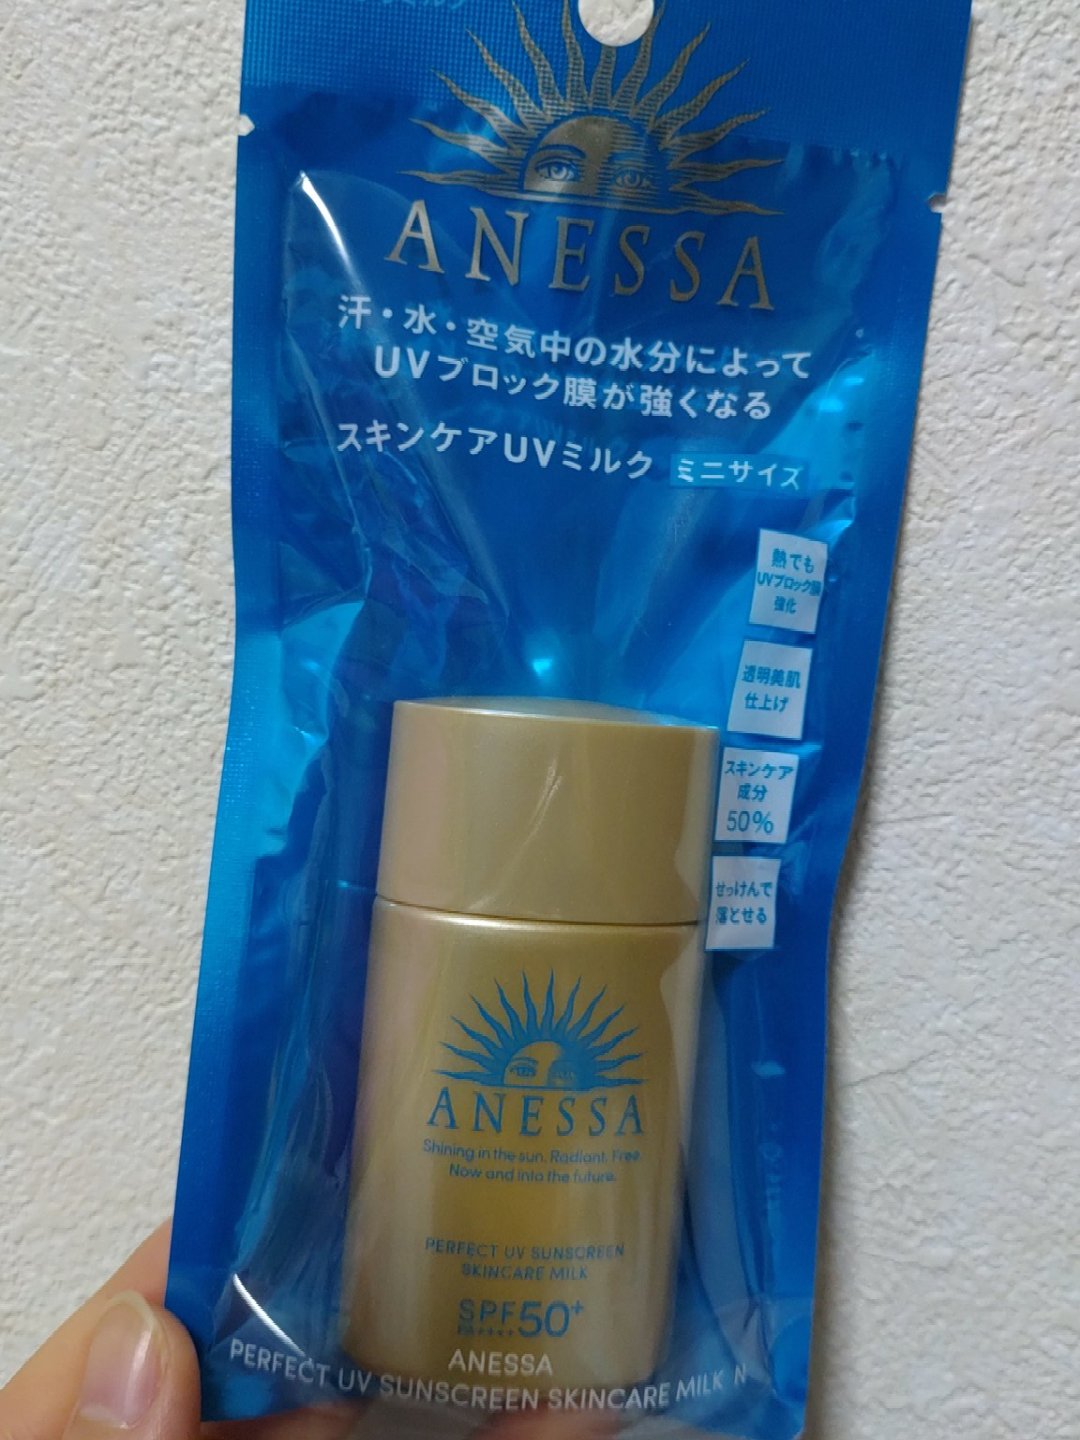 ミルク
ANESSA
汗・水・空気中の水分によって
UVブロック膜が強くなる
スキンケアUVミルク ミニサイズ
熱でも
UVブロック膜
強化
透明美肌
仕上げ
スキンケア
成分
50%
せっけんで
落とせる
ANESSA
Shining in the sun. Radiant. Free.
Now and into the future.
PERFECT UV SUNSCREEN
SKINCARE MILK
SPF50+
PA++++
ANESSA
PERFECT UV SUNSCREEN SKINCARE MILK N